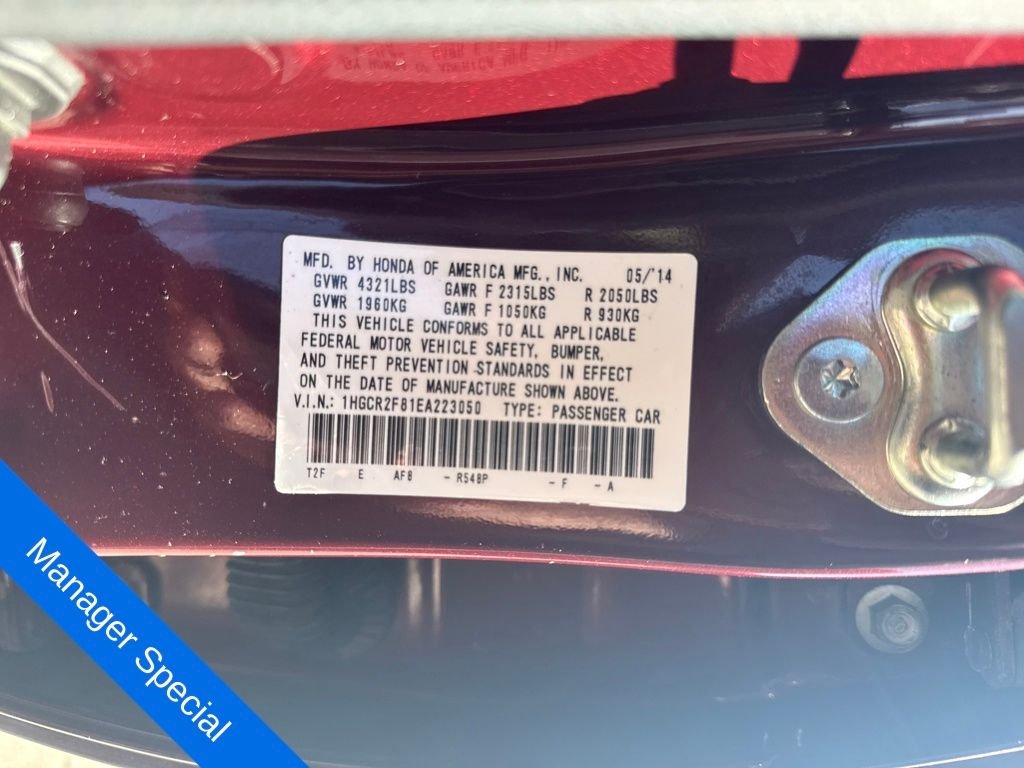 MFD. BY HONDA OF AMERICA MFG., INC. 05/'14
GVWR 4321LBS GAWR F 2315LBS R 2050LBS
GVWR 1960KG GAWR F 1050KG R 930KG
THIS VEHICLE CONFORMS TO ALL APPLICABLE
FEDERAL MOTOR VEHICLE SAFETY, BUMPER,
AND THEFT PREVENTION STANDARDS IN EFFECT
ON THE DATE OF MANUFACTURE SHOWN ABOVE.
V.I.N.: 1HGCR2F81EA223050 TYPE: PASSENGER CAR
T2F E AF8 - R548P - F - A
Manager Special